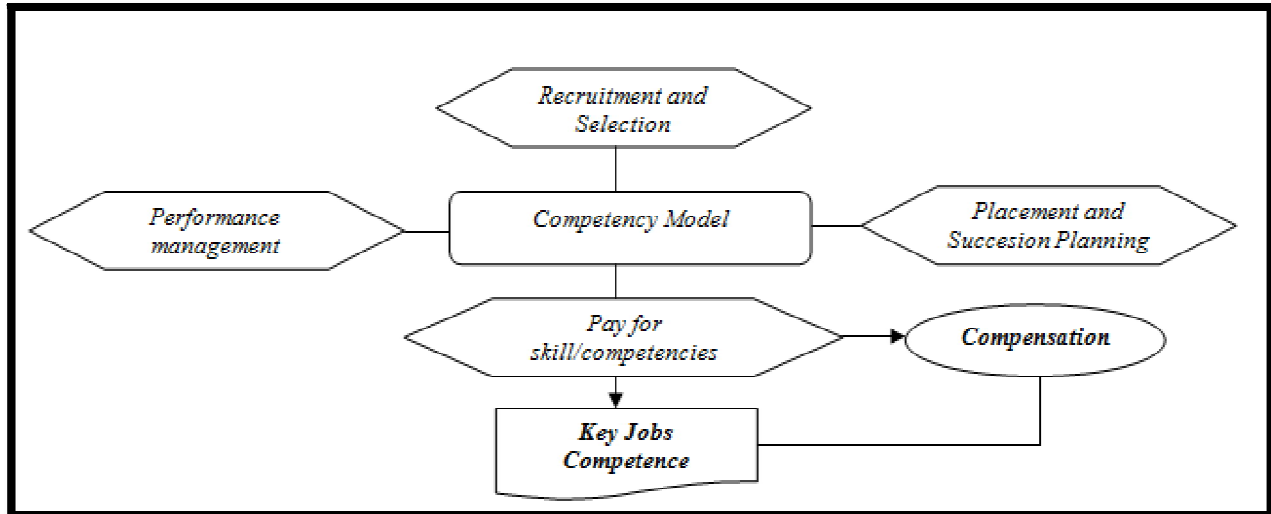 Recruitment and
Selection
Performance
management
Competency Model
Placement and
Succesion Planning
Pay for
skill/competencies
Compensation
Key Jobs
Competence